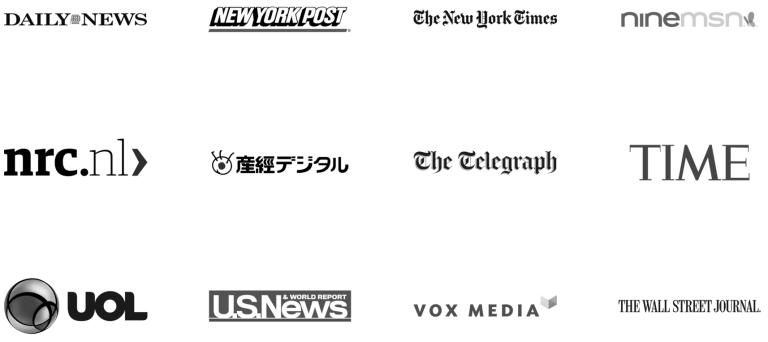 DAILY NEWS
NEW YORK POST
The New York Times
ninemsn
nrc.nl
産經デジタル
The Telegraph
TIME
UOL
U.S.News
& WORLD REPORT
VOX MEDIA
THE WALL STREET JOURNAL.